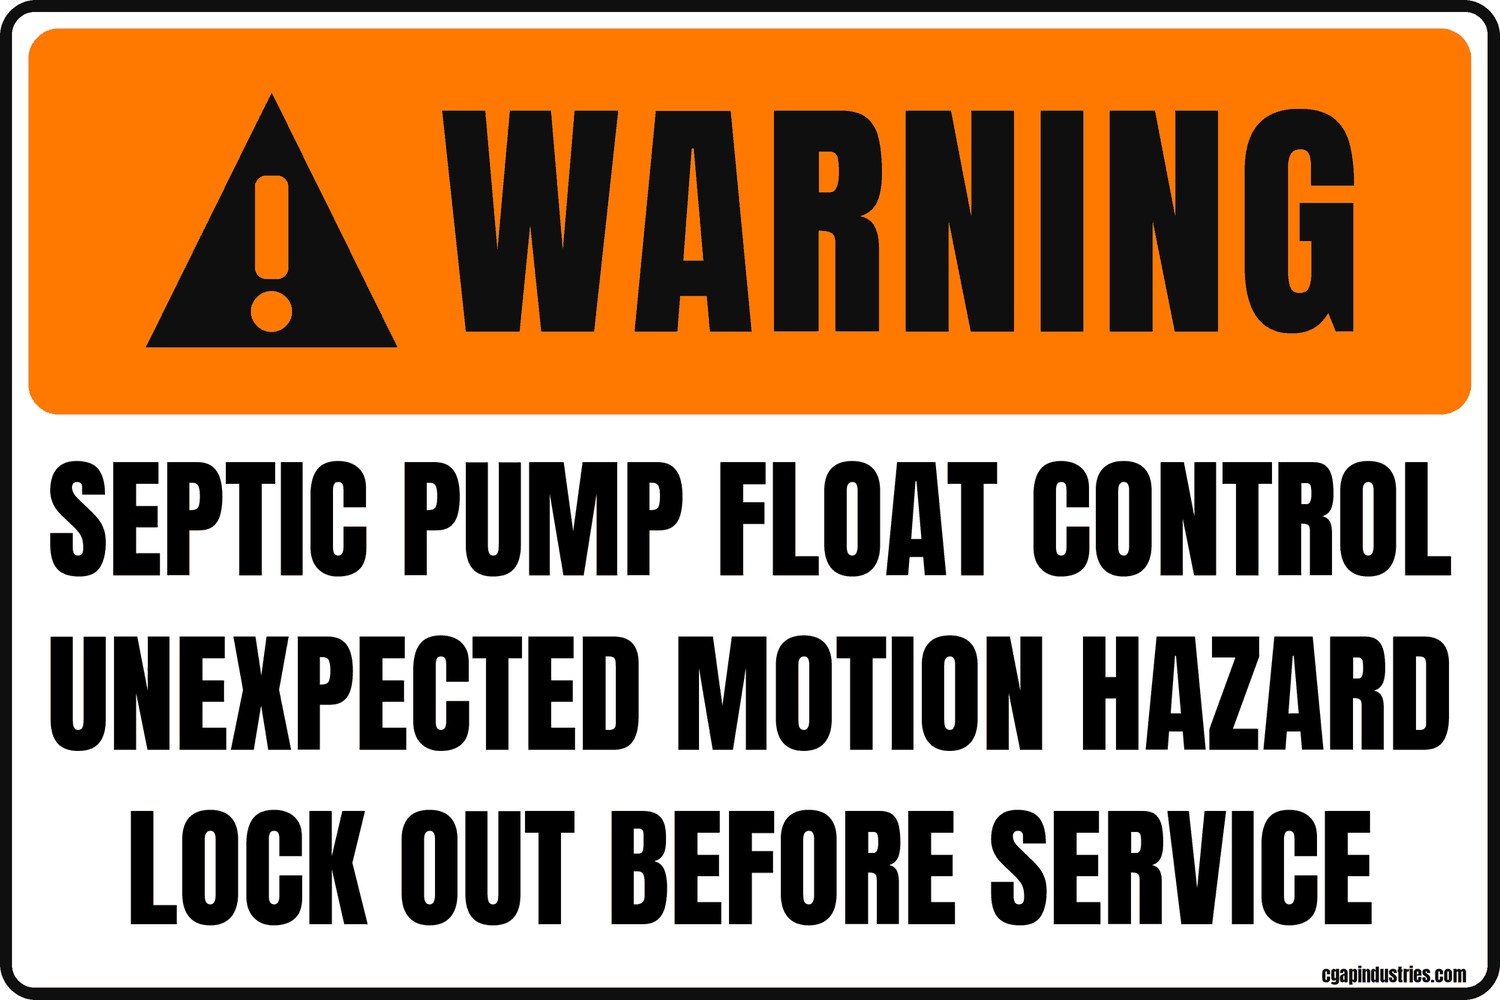 WARNING
SEPTIC PUMP FLOAT CONTROL
UNEXPECTED MOTION HAZARD
LOCK OUT BEFORE SERVICE
cgapindustries.com